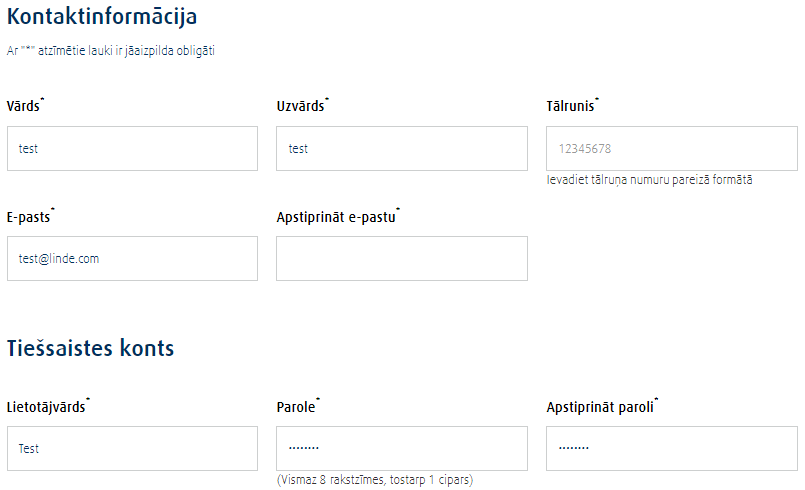 Kontaktinformācija
Ar "*" atzīmētie lauki ir jāaizpilda obligāti
Vārds* Uzvārds* Tālrunis*
test test 12345678
Ievadiet tālruņa numuru pareizā formātā
E-pasts* Apstiprināt e-pastu*
test@linde.com
Tiešsaistes konts
Lietotājvārds* Parole* Apstiprināt paroli*
Test ········ ········
(Vismaz 8 rakstzīmes, tostarp 1 cipars)